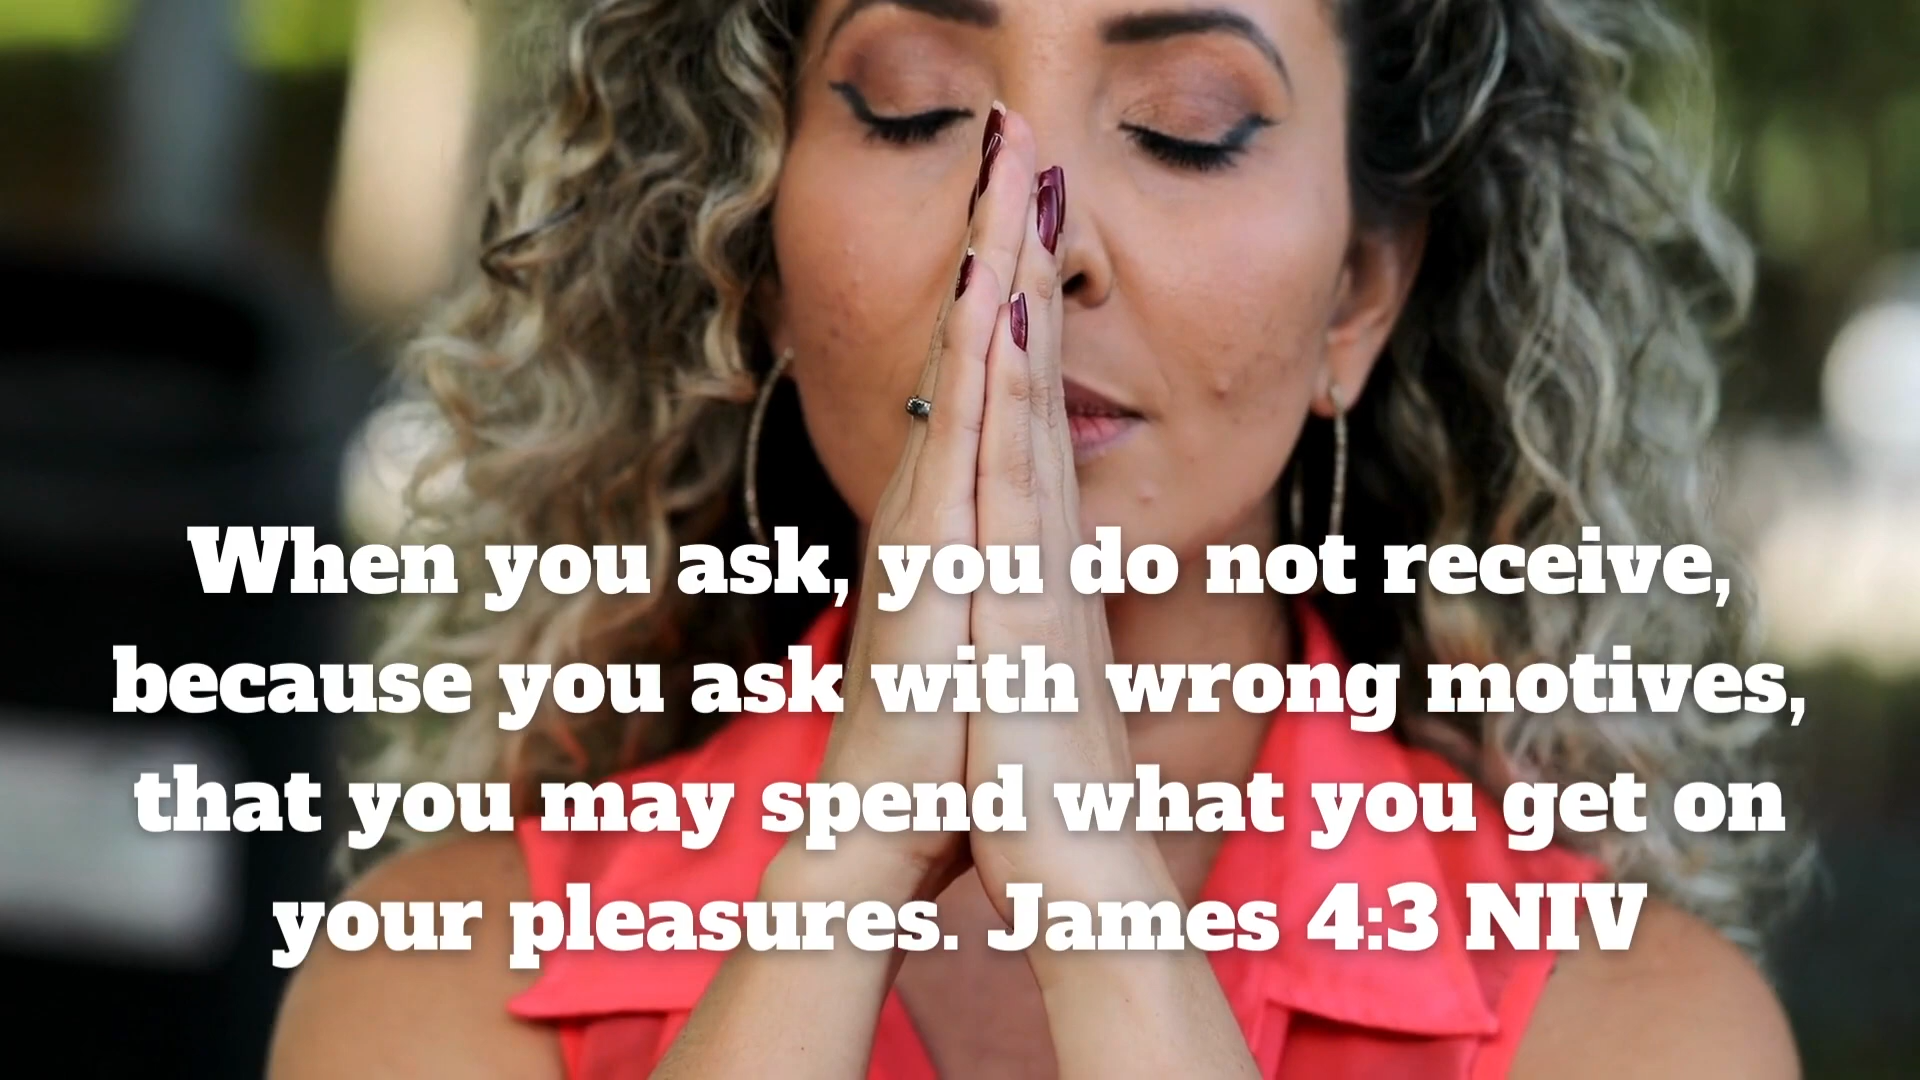 When you ask, you do not receive,
because you ask with wrong motives,
that you may spend what you get on
your pleasures. James 4:3 NIV